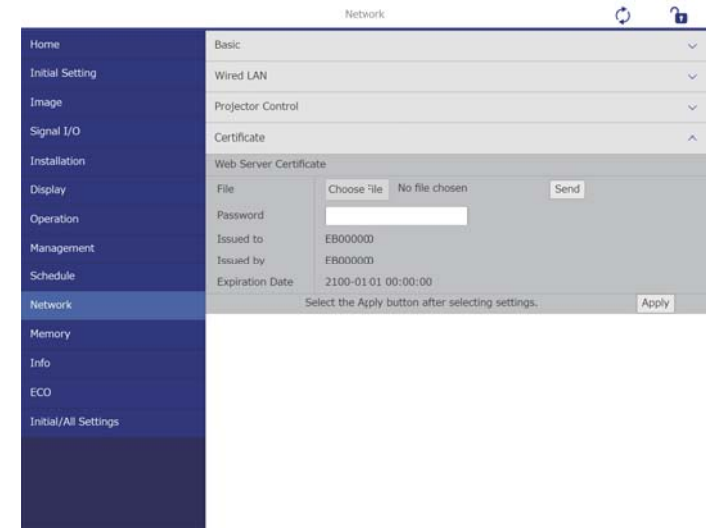 Network
Home
Initial Setting
Image
Signal I/O
Installation
Display
Operation
Management
Schedule
Network
Memory
Info
ECO
Initial/All Settings
Basic
Wired LAN
Projector Control
Certificate
Web Server Certificate
File Choose File No file chosen Send
Password
Issued to EB000000
Issued by EB000000
Expiration Date 2100-01-01 00:00:00
Select the Apply button after selecting settings. Apply